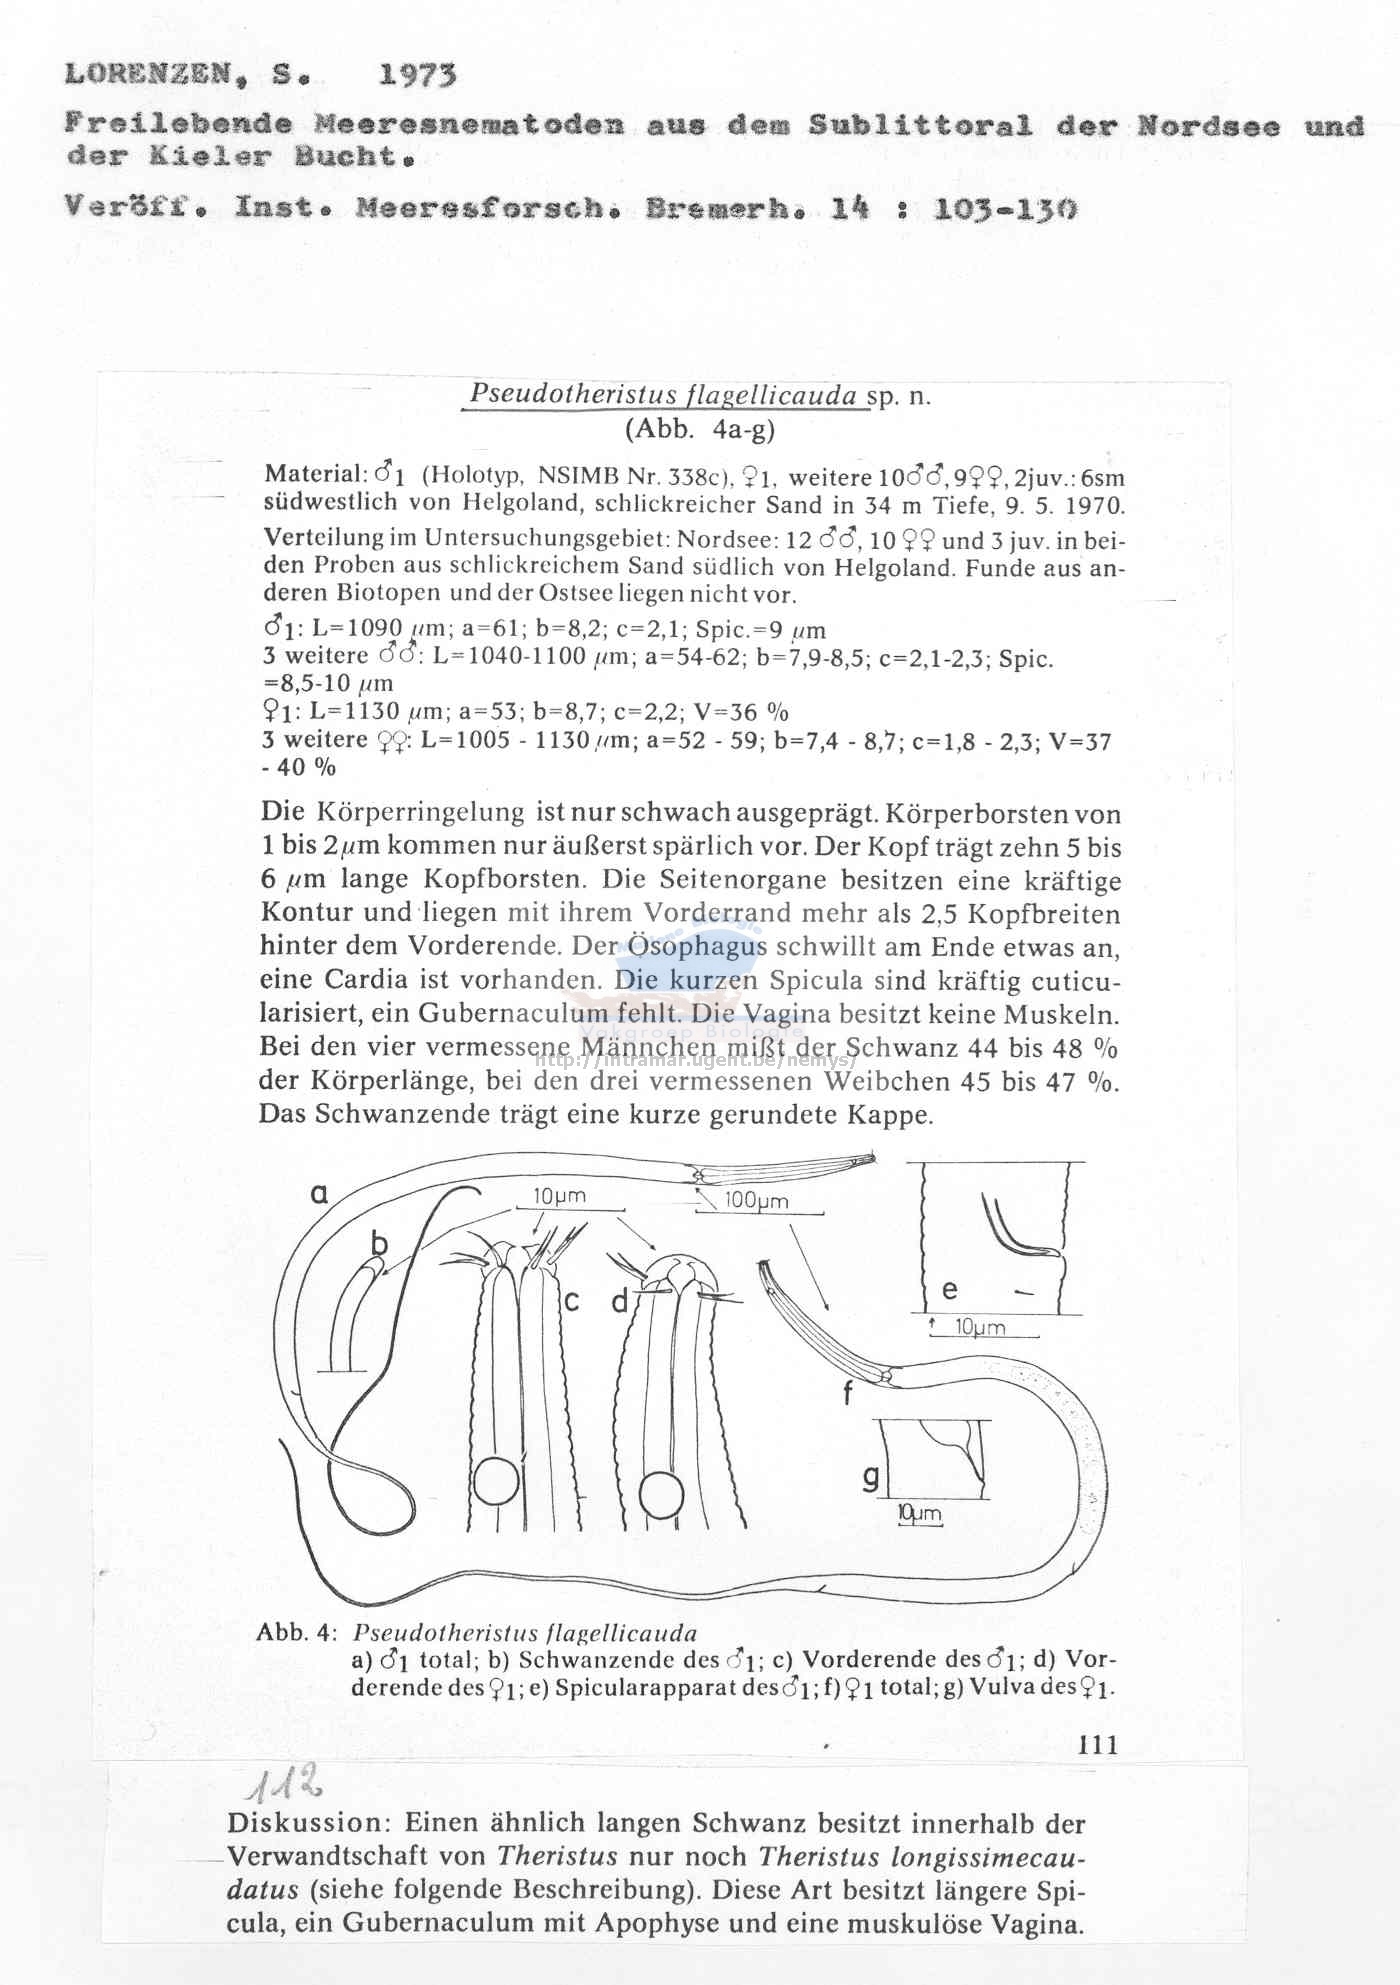 LORENZEN, S. 1973
Freilebende Meeresnematoden aus dem Sublittoral der Nordsee und
der Kieler Bucht.
Veröff. Inst. Meeresforsch. Bremerh. 14 : 103-130
Pseudotheristus flagellicauda sp. n.
(Abb. 4a-g)
Material: ♂1 (Holotyp, NSIMB Nr. 338c), ♀1, weitere 10♂♂, 9♀♀, 2juv.: 6sm
südwestlich von Helgoland, schlickreicher Sand in 34 m Tiefe, 9. 5. 1970.
Verteilung im Untersuchungsgebiet: Nordsee: 12 ♂♂, 10 ♀♀ und 3 juv. in bei-
den Proben aus schlickreichem Sand südlich von Helgoland. Funde aus an-
deren Biotopen und der Ostsee liegen nicht vor.
♂1: L=1090 µm; a=61; b=8,2; c=2,1; Spic.=9 µm
3 weitere ♂♂: L=1040-1100 µm; a=54-62; b=7,9-8,5; c=2,1-2,3; Spic.
=8,5-10 µm
♀1: L=1130 µm; a=53; b=8,7; c=2,2; V=36 %
3 weitere ♀♀: L=1005 - 1130 µm; a=52 - 59; b=7,4 - 8,7; c=1,8 - 2,3; V=37
- 40 %
Die Körperringelung ist nur schwach ausgeprägt. Körperborsten von
1 bis 2 µm kommen nur äußerst spärlich vor. Der Kopf trägt zehn 5 bis
6 µm lange Kopfborsten. Die Seitenorgane besitzen eine kräftige
Kontur und liegen mit ihrem Vorderrand mehr als 2,5 Kopfbreiten
hinter dem Vorderende. Der Ösophagus schwillt am Ende etwas an,
eine Cardia ist vorhanden. Die kurzen Spicula sind kräftig cuticu-
larisiert, ein Gubernaculum fehlt. Die Vagina besitzt keine Muskeln.
Vakgroep Biologie
Bei den vier vermessene Männchen mißt der Schwanz 44 bis 48 %
http://intramar.ugent.be/nemys/
der Körperlänge, bei den drei vermessenen Weibchen 45 bis 47 %.
Das Schwanzende trägt eine kurze gerundete Kappe.
a
10µm
100µm
b
c
d
e
10µm
f
g
10µm
Abb. 4: Pseudotheristus flagellicauda
a) ♂1 total; b) Schwanzende des ♂1; c) Vorderende des ♂1; d) Vor-
derende des ♀1; e) Spicularapparat des ♂1; f) ♀1 total; g) Vulva des ♀1.
111
112
Diskussion: Einen ähnlich langen Schwanz besitzt innerhalb der
Verwandtschaft von Theristus nur noch Theristus longissimecau-
datus (siehe folgende Beschreibung). Diese Art besitzt längere Spi-
cula, ein Gubernaculum mit Apophyse und eine muskulöse Vagina.